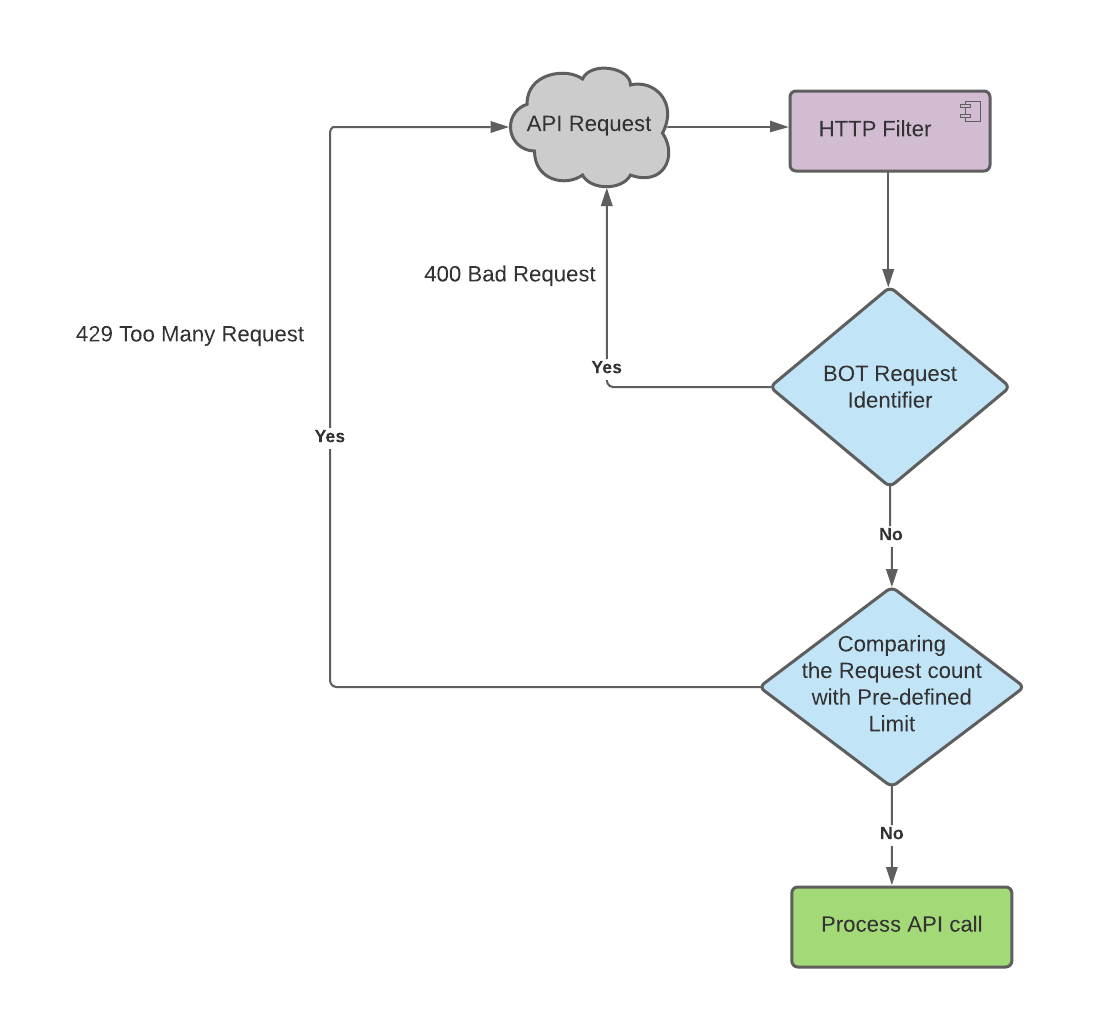 API Request
HTTP Filter
400 Bad Request
429 Too Many Request
Yes
BOT Request
Identifier
Yes
No
Comparing
the Request count
with Pre-defined
Limit
No
Process API call